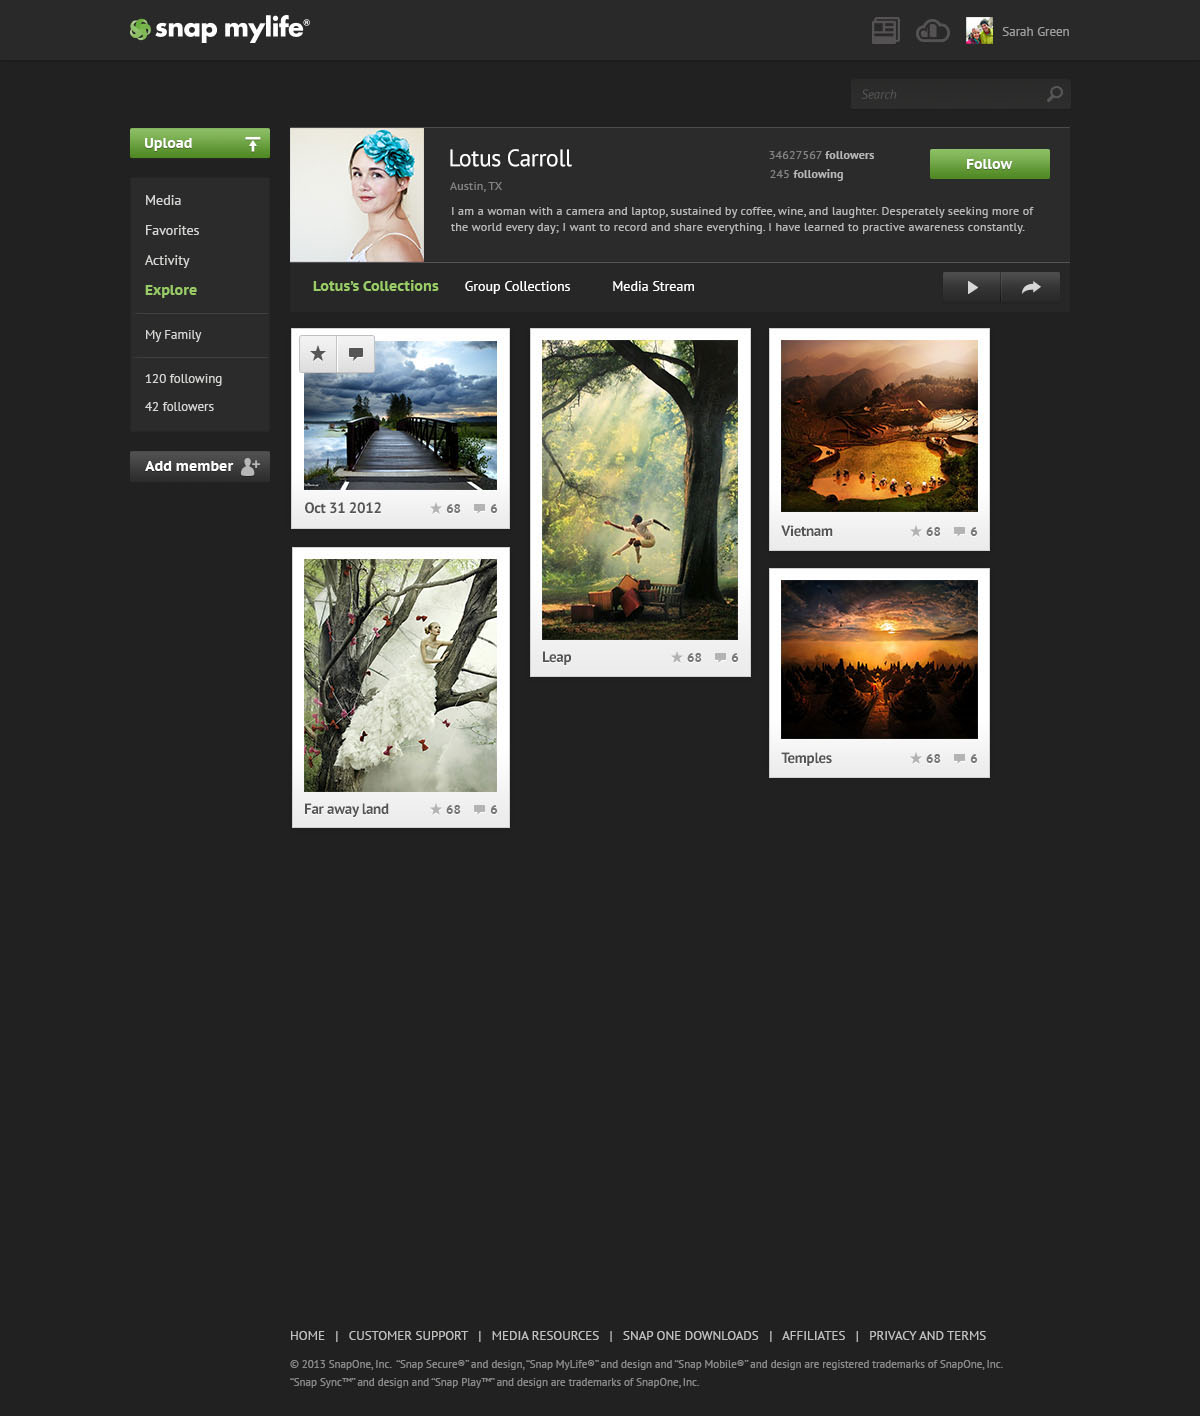 snap mylife®
Sarah Green
Search
Upload
Media
Favorites
Activity
Explore
My Family
120 following
42 followers
Add member
Lotus Carroll
Austin, TX
34627567 followers
245 following
Follow
I am a woman with a camera and laptop, sustained by coffee, wine, and laughter. Desperately seeking more of
the world every day; I want to record and share everything. I have learned to practive awareness constantly.
Lotus's Collections Group Collections Media Stream
Oct 31 2012 68 6
Far away land 68 6
Leap 68 6
Vietnam 68 6
Temples 68 6
HOME | CUSTOMER SUPPORT | MEDIA RESOURCES | SNAP ONE DOWNLOADS | AFFILIATES | PRIVACY AND TERMS
© 2013 SnapOne, Inc. "Snap Secure®" and design, "Snap MyLife®" and design and "Snap Mobile®" and design are registered trademarks of SnapOne, Inc.
"Snap Sync™" and design and "Snap Play™" and design are trademarks of SnapOne, Inc.